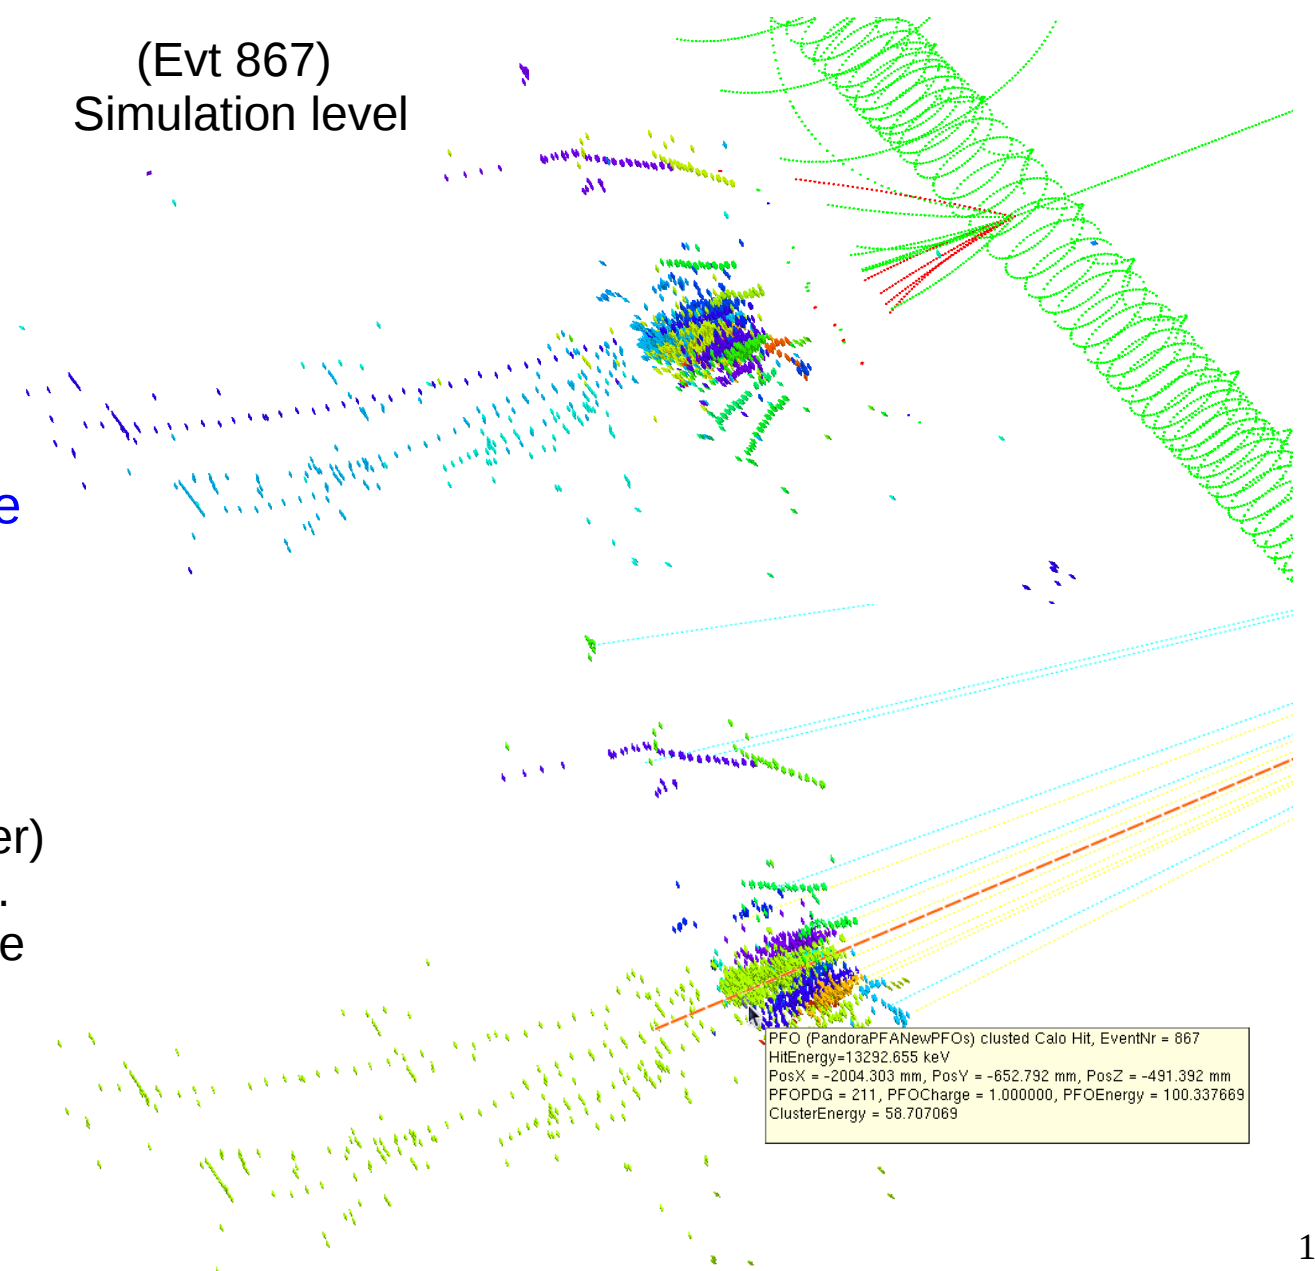 (Evt 867)
Simulation level
e
er)
.
e
PFO (PandoraPFANewPFOs) clusted Calo Hit, EventNr = 867
HitEnergy=13292.655 keV
PosX = -2004.303 mm, PosY = -652.792 mm, PosZ = -491.392 mm
PFOPDG = 211, PFOCharge = 1.000000, PFOEnergy = 100.337669
ClusterEnergy = 58.707069
1